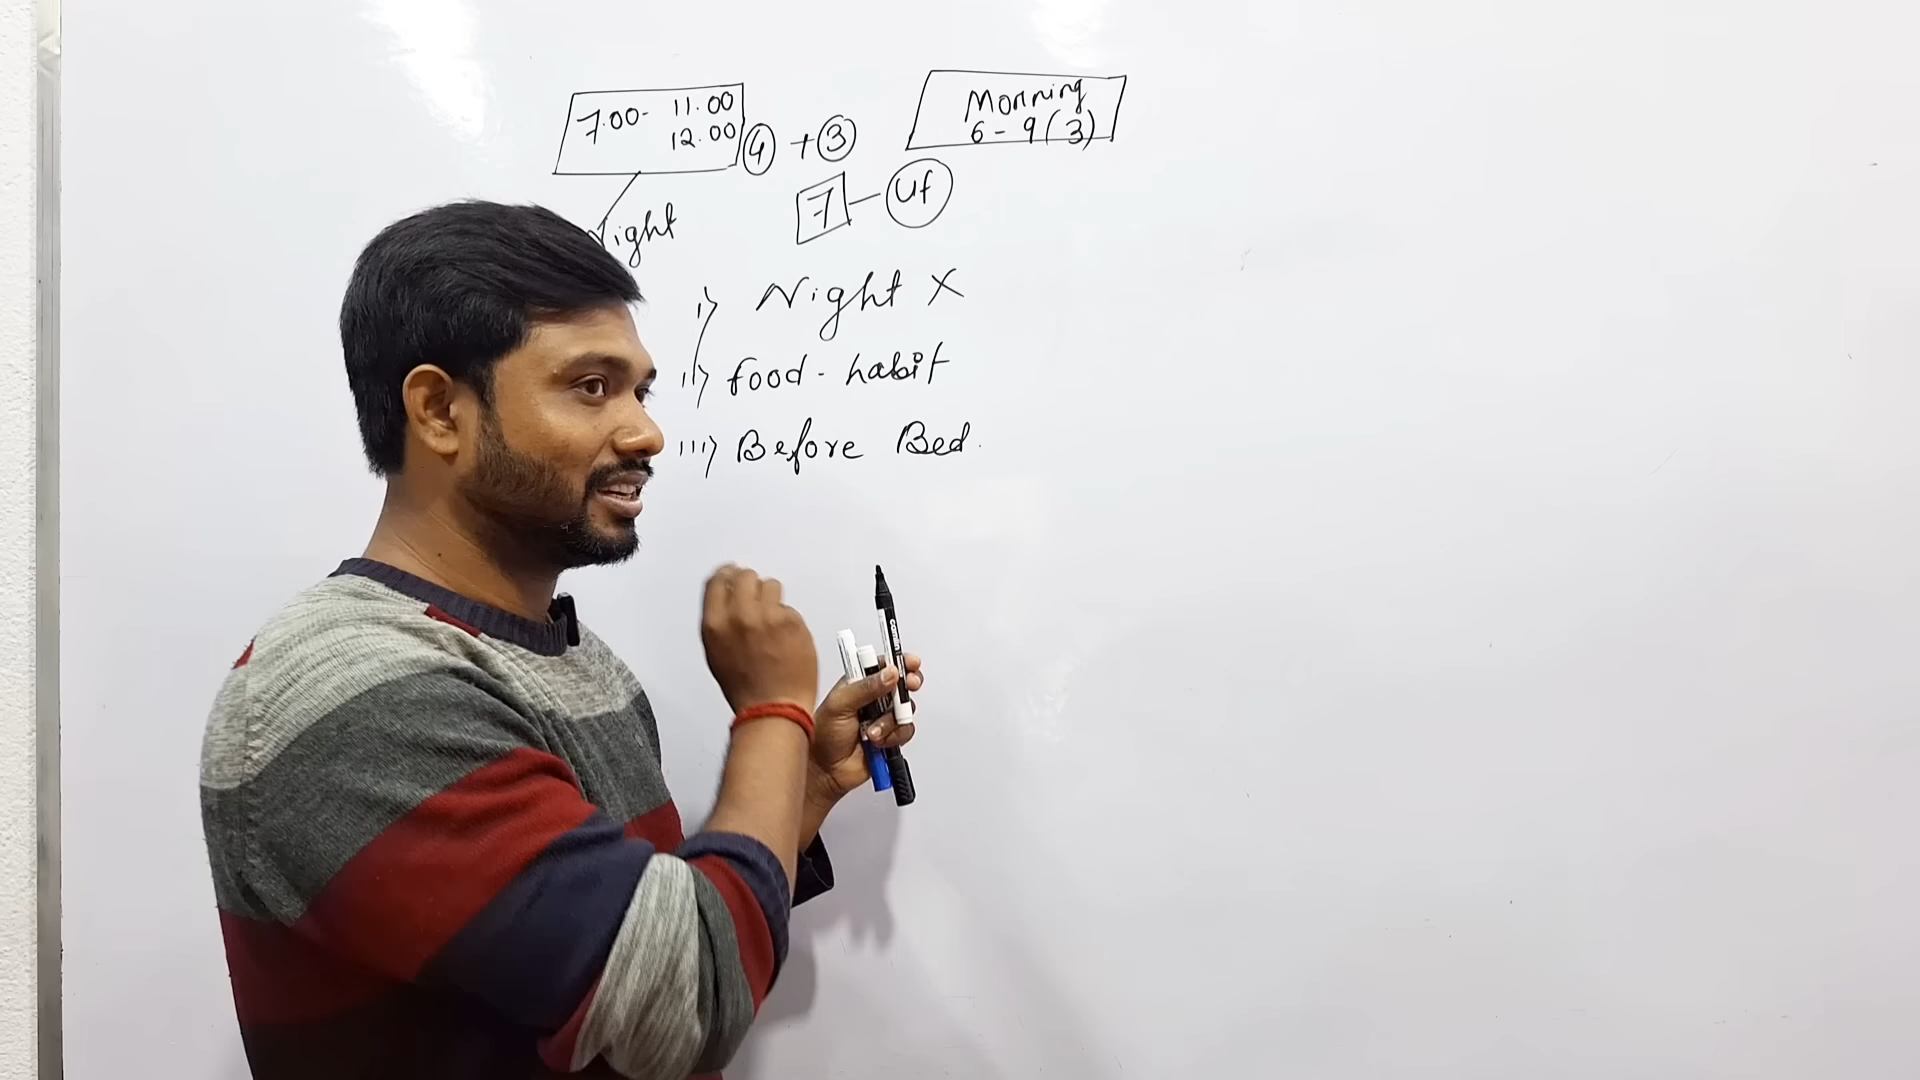 7.00- 11.00
12.00
4 + 3
Morning
6 - 9 (3)
7 - Uf
Night
i) Night X
ii) food - habit
iii) Before Bed.
camlin